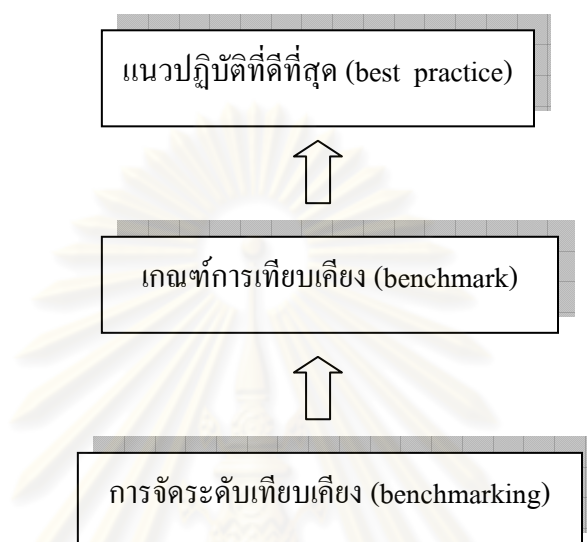 แนวปฏิบัติที่ดีที่สุด (best practice)
เกณฑ์การเทียบเคียง (benchmark)
การจัดระดับเทียบเคียง (benchmarking)